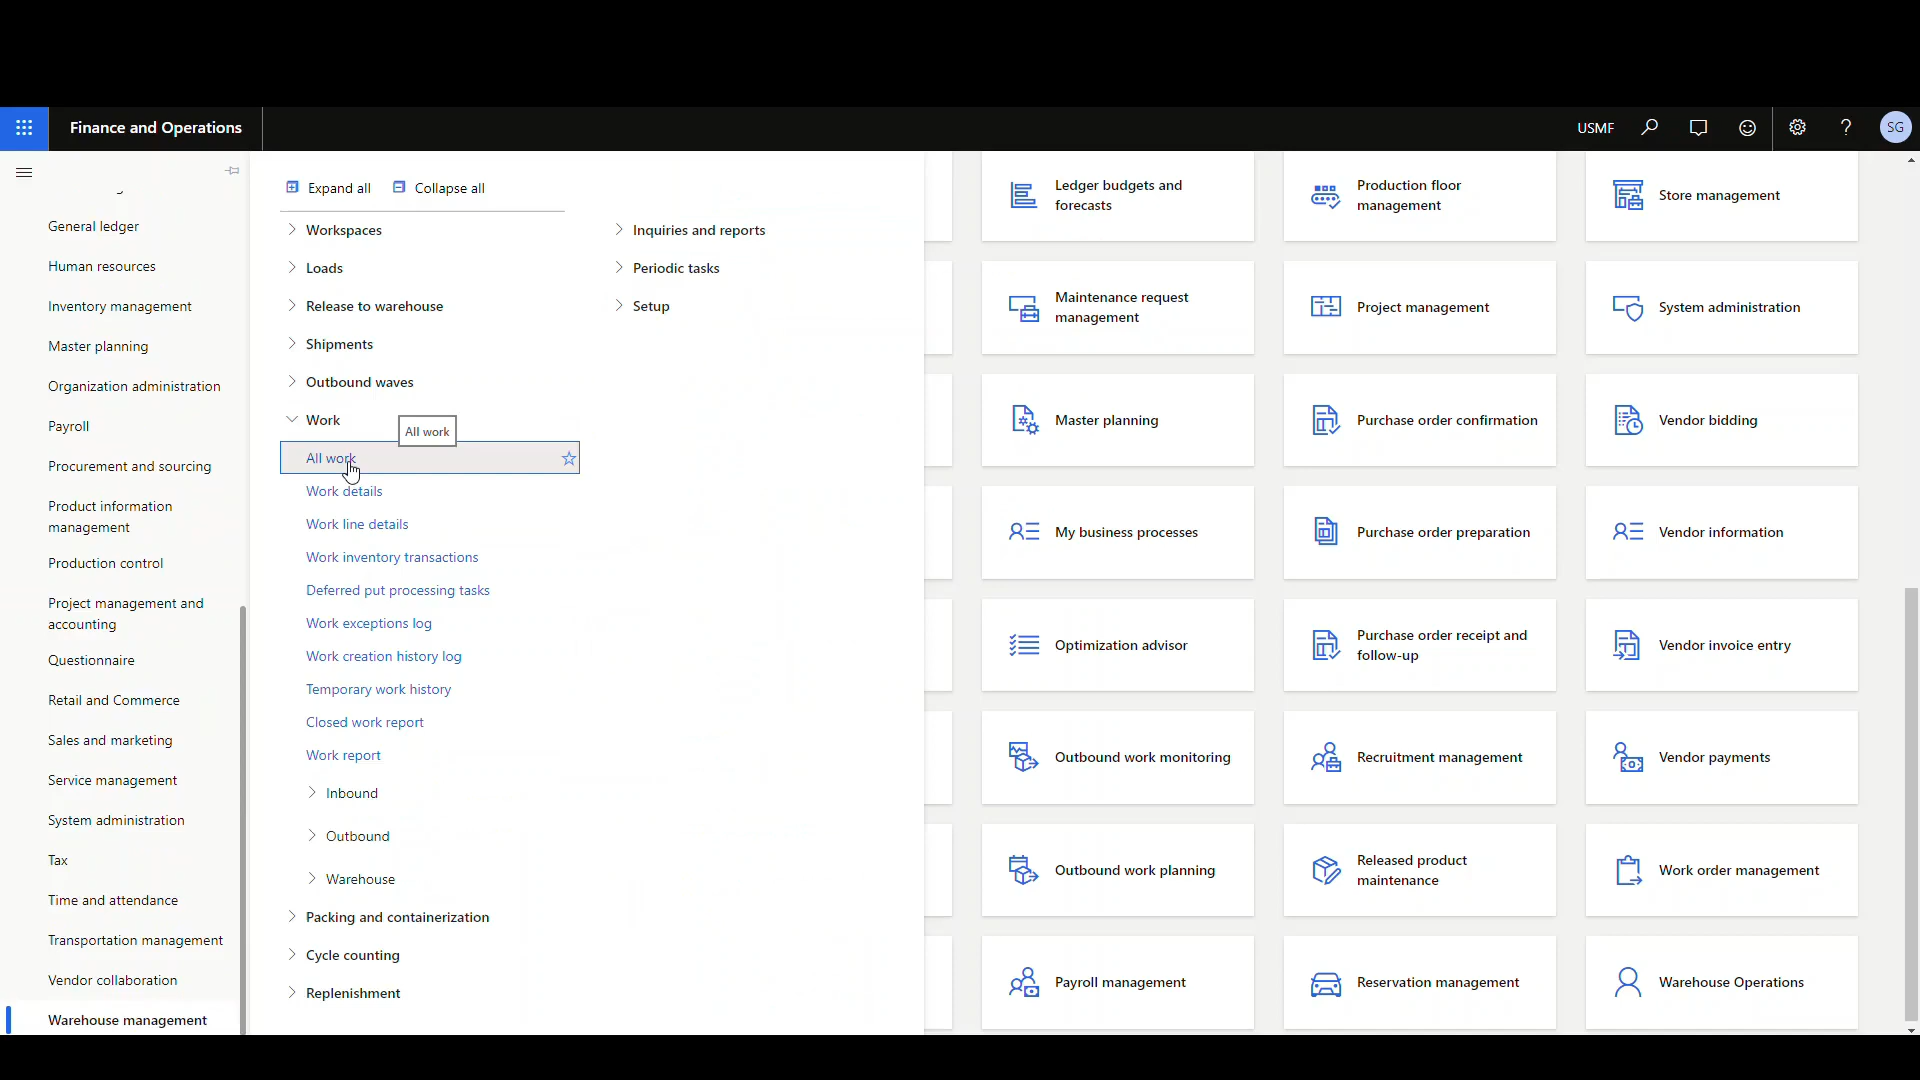 Finance and Operations
USMF
SG
General ledger
Human resources
Inventory management
Master planning
Organization administration
Payroll
Procurement and sourcing
Product information
management
Production control
Project management and
accounting
Questionnaire
Retail and Commerce
Sales and marketing
Service management
System administration
Tax
Time and attendance
Transportation management
Vendor collaboration
Warehouse management
Expand all
Collapse all
Workspaces
Loads
Release to warehouse
Shipments
Outbound waves
Work
All work
All work
Work details
Work line details
Work inventory transactions
Deferred put processing tasks
Work exceptions log
Work creation history log
Temporary work history
Closed work report
Work report
Inbound
Outbound
Warehouse
Packing and containerization
Cycle counting
Replenishment
Inquiries and reports
Periodic tasks
Setup
Ledger budgets and
forecasts
Maintenance request
management
Master planning
My business processes
Optimization advisor
Outbound work monitoring
Outbound work planning
Payroll management
Production floor
management
Project management
Purchase order confirmation
Purchase order preparation
Purchase order receipt and
follow-up
Recruitment management
Released product
maintenance
Reservation management
Store management
System administration
Vendor bidding
Vendor information
Vendor invoice entry
Vendor payments
Work order management
Warehouse Operations